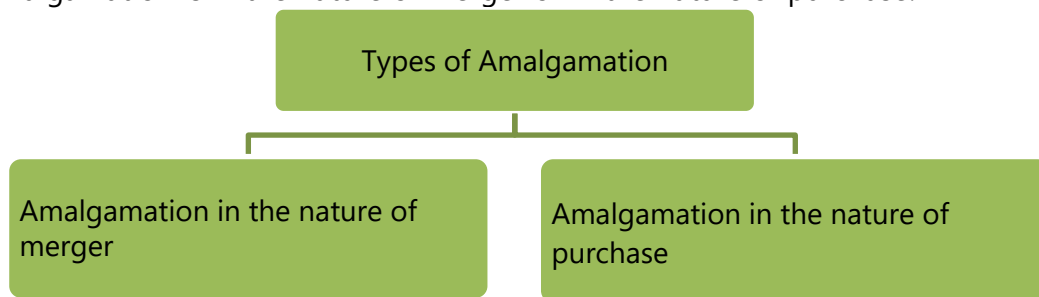 Types of Amalgamation
Amalgamation in the nature of
merger
Amalgamation in the nature of
purchase